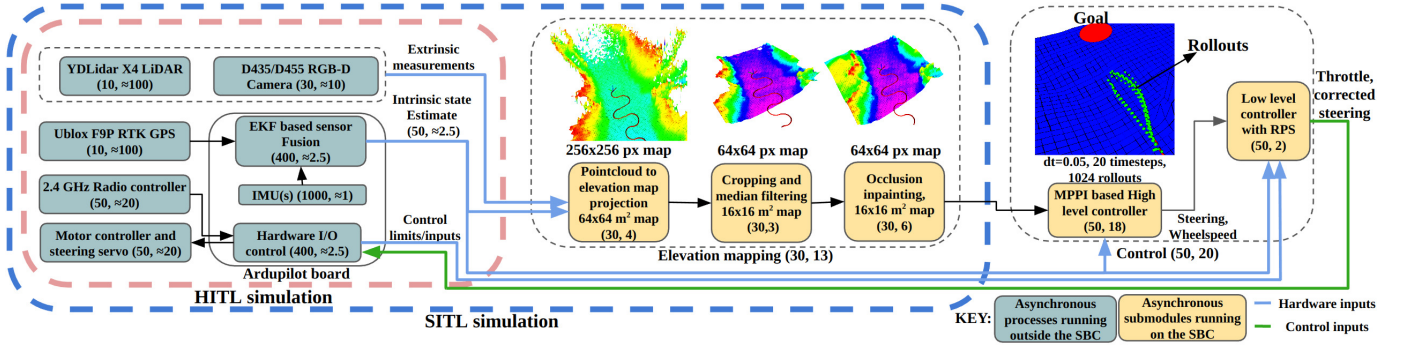 YDLidar X4 LiDAR
(10, ≈100)
D435/D455 RGB-D
Camera (30, ≈10)
Extrinsic
measurements
Ublox F9P RTK GPS
(10, ≈100)
EKF based sensor
Fusion
(400, ≈2.5)
Intrinsic state
Estimate
(50, ≈2.5)
2.4 GHz Radio controller
(50, ≈20)
IMU(s) (1000, ≈1)
Motor controller and
steering servo (50, ≈20)
Hardware I/O
control (400, ≈2.5)
Control
limits/inputs
Ardupilot board
HITL simulation
SITL simulation
256x256 px map
64x64 px map
64x64 px map
Pointcloud to
elevation map
projection
64x64 m² map
(30, 4)
Cropping and
median filtering
16x16 m² map
(30,3)
Occlusion
inpainting,
16x16 m² map
(30, 6)
Elevation mapping (30, 13)
Goal
Rollouts
dt=0.05, 20 timesteps,
1024 rollouts
MPPI based High
level controller
(50, 18)
Steering,
Wheelspeed
Low level
controller
with RPS
(50, 2)
Throttle,
corrected
steering
Control (50, 20)
KEY:
Asynchronous
processes running
outside the SBC
Asynchronous
submodules running
on the SBC
Hardware inputs
Control inputs